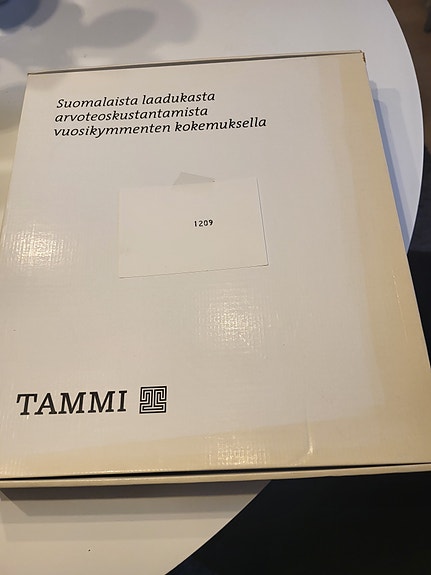 Suomalaista laadukasta
arvoteoskustantamista
vuosikymmenten kokemuksella
1209
TAMMI